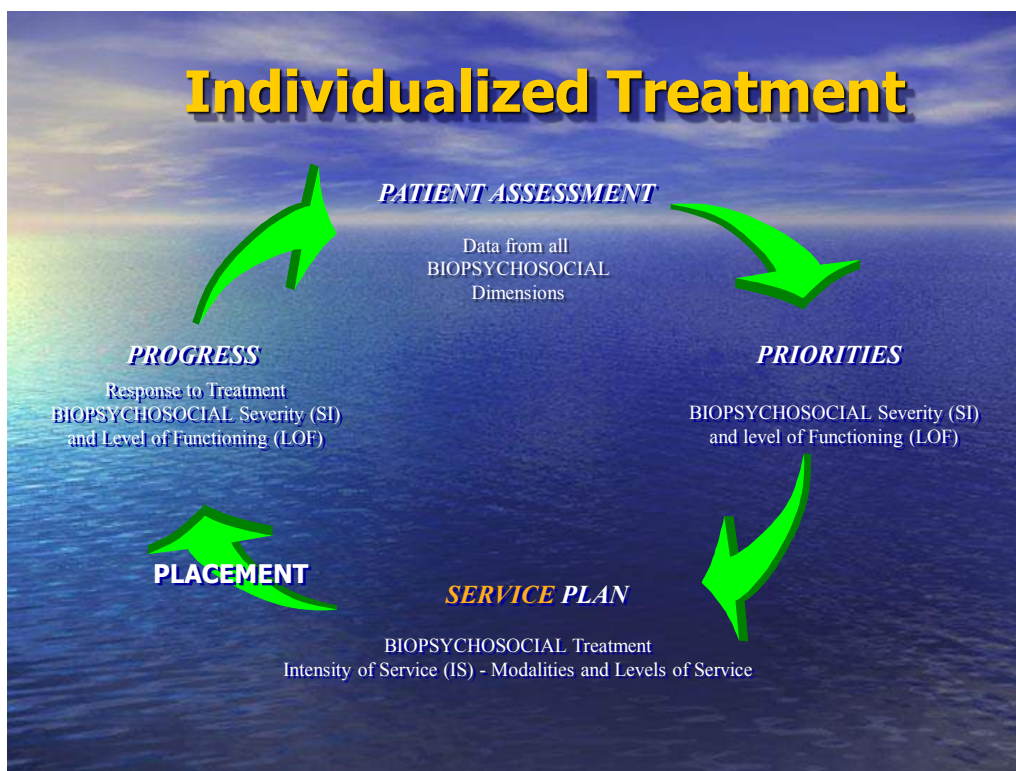 Individualized Treatment
PATIENT ASSESSMENT
Data from all
BIOPSYCHOSOCIAL
Dimensions
PROGRESS
Response to Treatment
BIOPSYCHOSOCIAL Severity (SI)
and Level of Functioning (LOF)
PRIORITIES
BIOPSYCHOSOCIAL Severity (SI)
and level of Functioning (LOF)
PLACEMENT
SERVICE PLAN
BIOPSYCHOSOCIAL Treatment
Intensity of Service (IS) - Modalities and Levels of Service